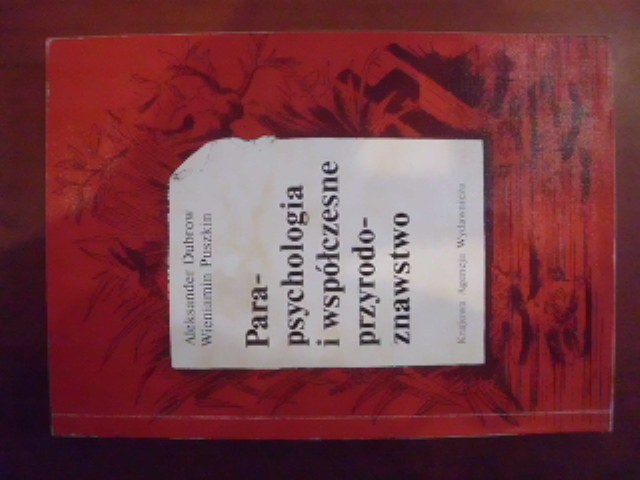 Aleksander Dubrow
Wieniamin Puszkin
Para-
psychologia
i współczesne
przyrodo-
znawstwo
Krajowa Agencja Wydawnicza